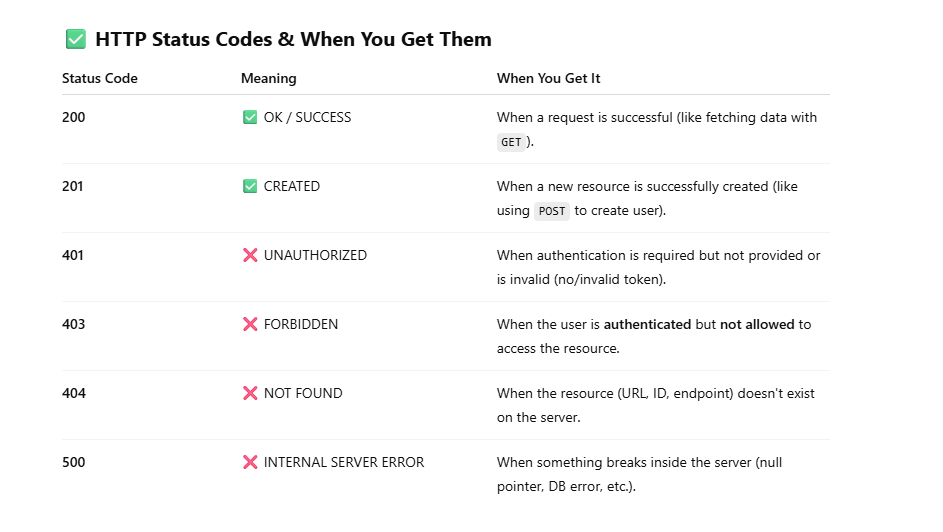 ✅ HTTP Status Codes & When You Get Them
Status Code Meaning When You Get It
200 ✅ OK / SUCCESS When a request is successful (like fetching data with
GET ).
201 ✅ CREATED When a new resource is successfully created (like
using POST to create user).
401 ❌ UNAUTHORIZED When authentication is required but not provided or
is invalid (no/invalid token).
403 ❌ FORBIDDEN When the user is authenticated but not allowed to
access the resource.
404 ❌ NOT FOUND When the resource (URL, ID, endpoint) doesn't exist
on the server.
500 ❌ INTERNAL SERVER ERROR When something breaks inside the server (null
pointer, DB error, etc.).